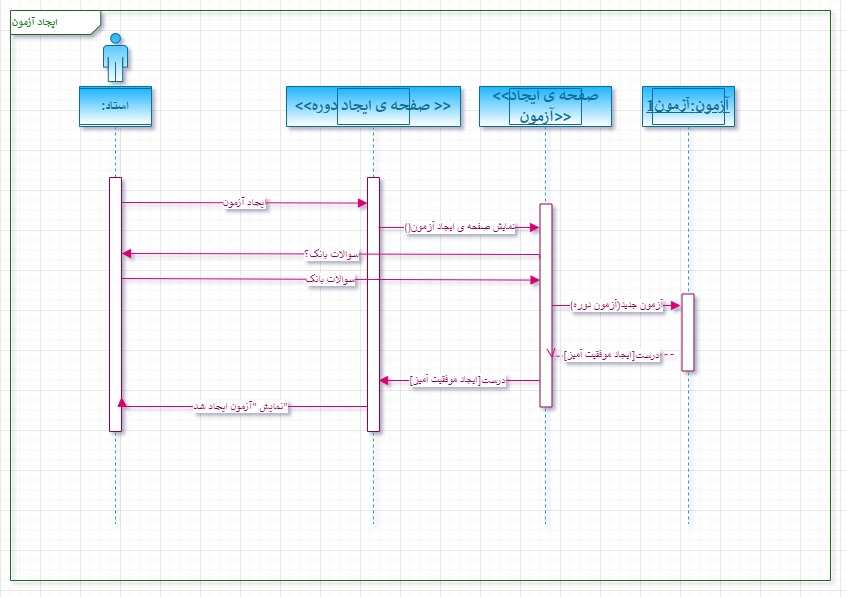 ایجاد آزمون
استاد:
<< صفحه ی ایجاد دوره>>
<<صفحه ی ایجاد
آزمون>>
آزمون:آزمون1
ایجاد آزمون
نمایش صفحه ی ایجاد آزمون()
سوالات بانک؟
سوالات بانک
آزمون جدید(آزمون دوره)
درست[ایجاد موفقیت آمیز]
درست[ایجاد موفقیت آمیز]
نمایش "آزمون ایجاد شد"